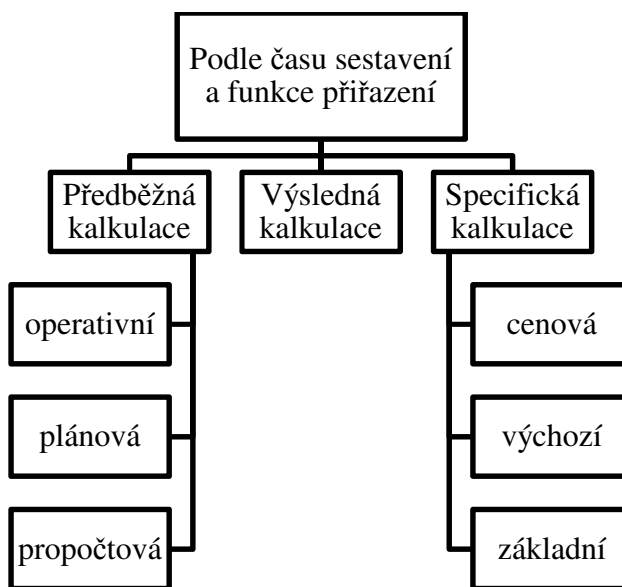 Podle času sestavení
a funkce přiřazení
Předběžná
kalkulace
Výsledná
kalkulace
Specifická
kalkulace
operativní
plánová
propočtová
cenová
výchozí
základní